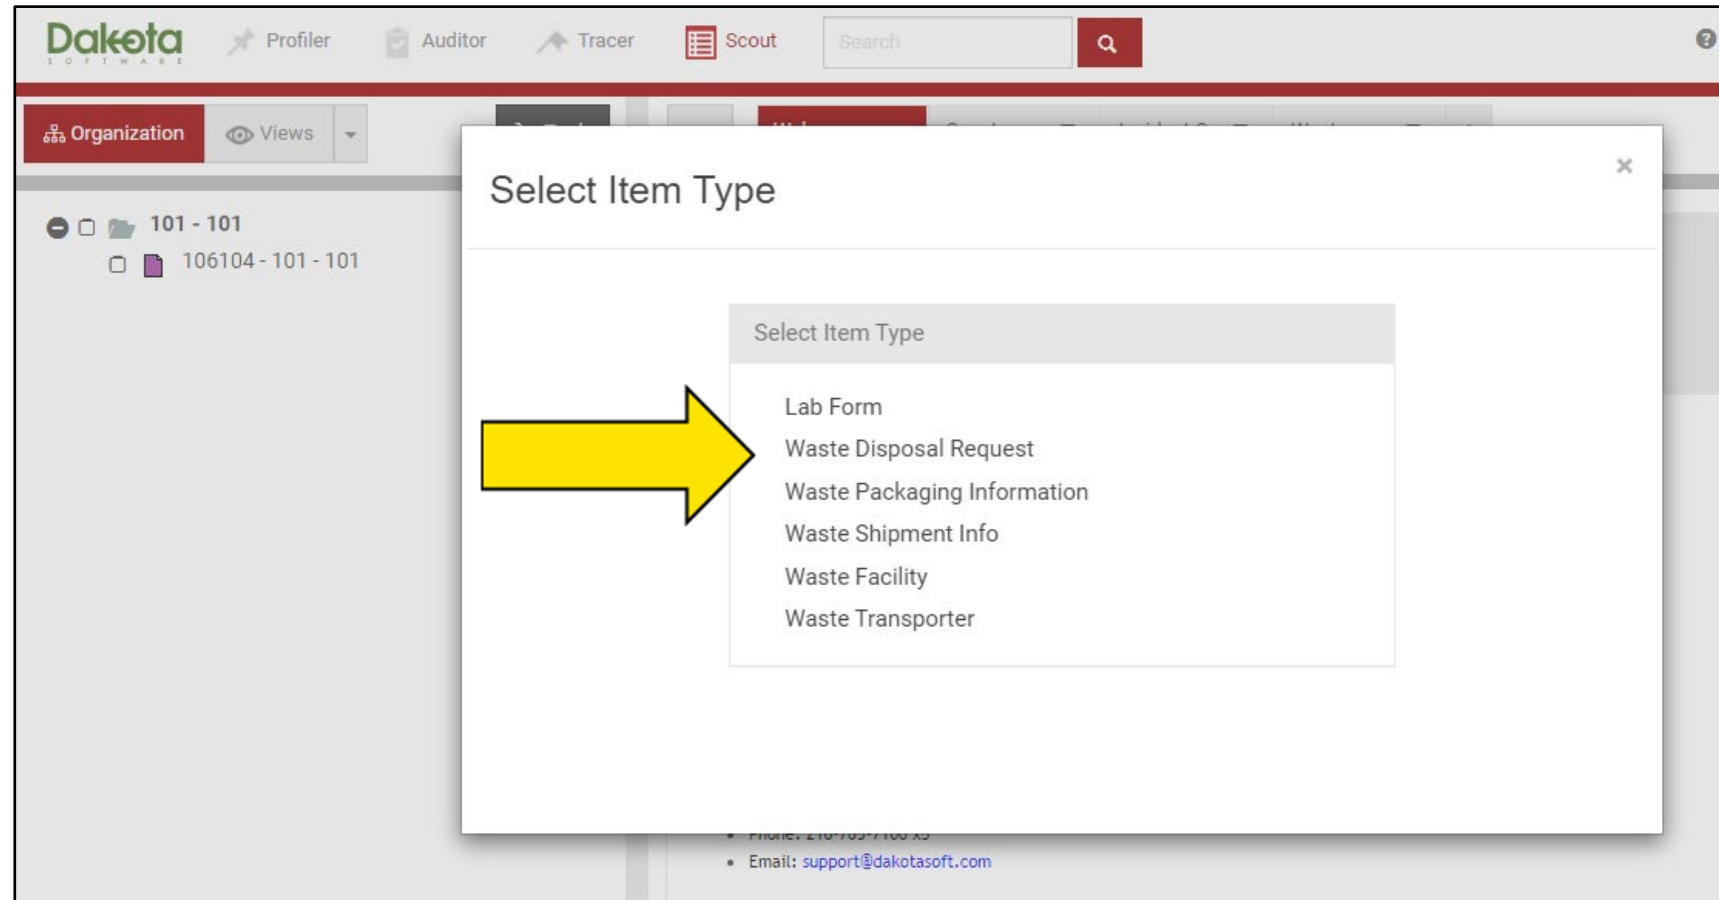 Dakota
SOFTWARE
Profiler
Auditor
Tracer
Scout
Search
Organization
Views
Select Item Type
101 - 101
106104 - 101 - 101
Select Item Type
Lab Form
Waste Disposal Request
Waste Packaging Information
Waste Shipment Info
Waste Facility
Waste Transporter
Email: support@dakotasoft.com